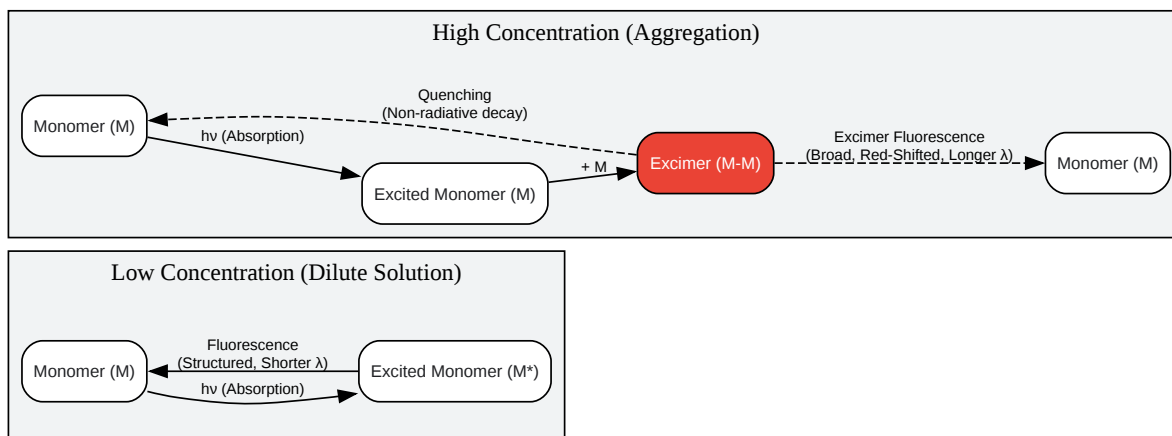 High Concentration (Aggregation)
Quenching
(Non-radiative decay)
Monomer (M)
hν (Absorption)
Excited Monomer (M)
+ M
Excimer (M-M)
Excimer Fluorescence
(Broad, Red-Shifted, Longer λ)
Monomer (M)
Low Concentration (Dilute Solution)
Monomer (M)
Fluorescence
(Structured, Shorter λ)
hν (Absorption)
Excited Monomer (M*)